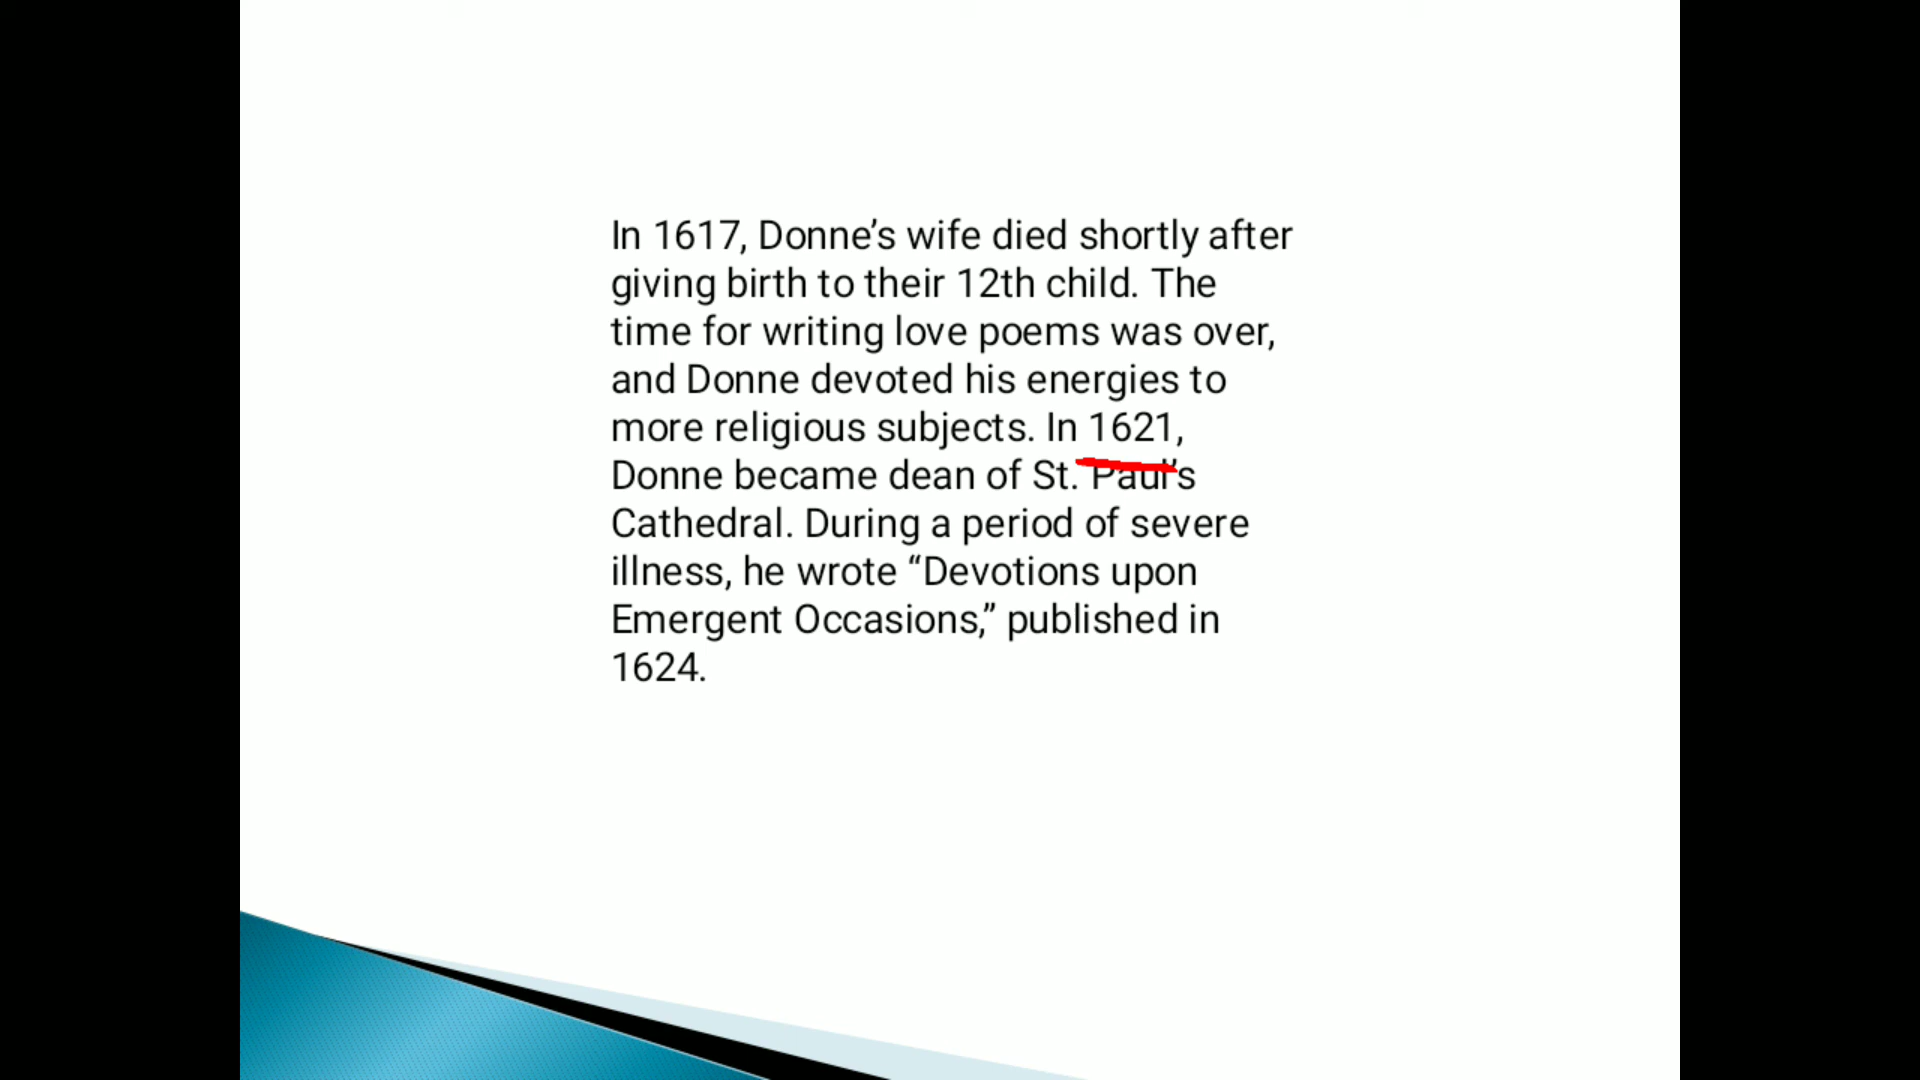 In 1617, Donne’s wife died shortly after
giving birth to their 12th child. The
time for writing love poems was over,
and Donne devoted his energies to
more religious subjects. In 1621,
Donne became dean of St. Paul’s
Cathedral. During a period of severe
illness, he wrote “Devotions upon
Emergent Occasions,” published in
1624.